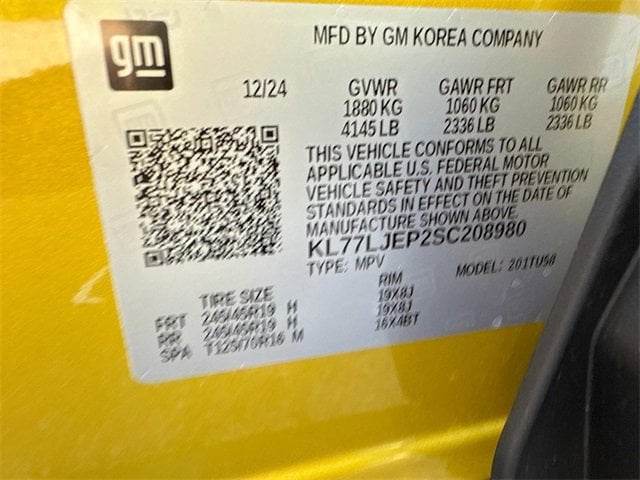 gm
MFD BY GM KOREA COMPANY
12/24 GVWR GAWR FRT GAWR RR
1880 KG 1060 KG 1060 KG
4145 LB 2336 LB 2336 LB
THIS VEHICLE CONFORMS TO ALL
APPLICABLE U.S. FEDERAL MOTOR
VEHICLE SAFETY AND THEFT PREVENTION
STANDARDS IN EFFECT ON THE DATE OF
MANUFACTURE SHOWN ABOVE.
KL77LJEP2SC208980
TYPE: MPV MODEL: 201TU58
TIRE SIZE RIM
FRT 245/45R19 H 19X8J
RR 245/45R19 H 19X8J
SPA T125/70R16 M 16X4BT